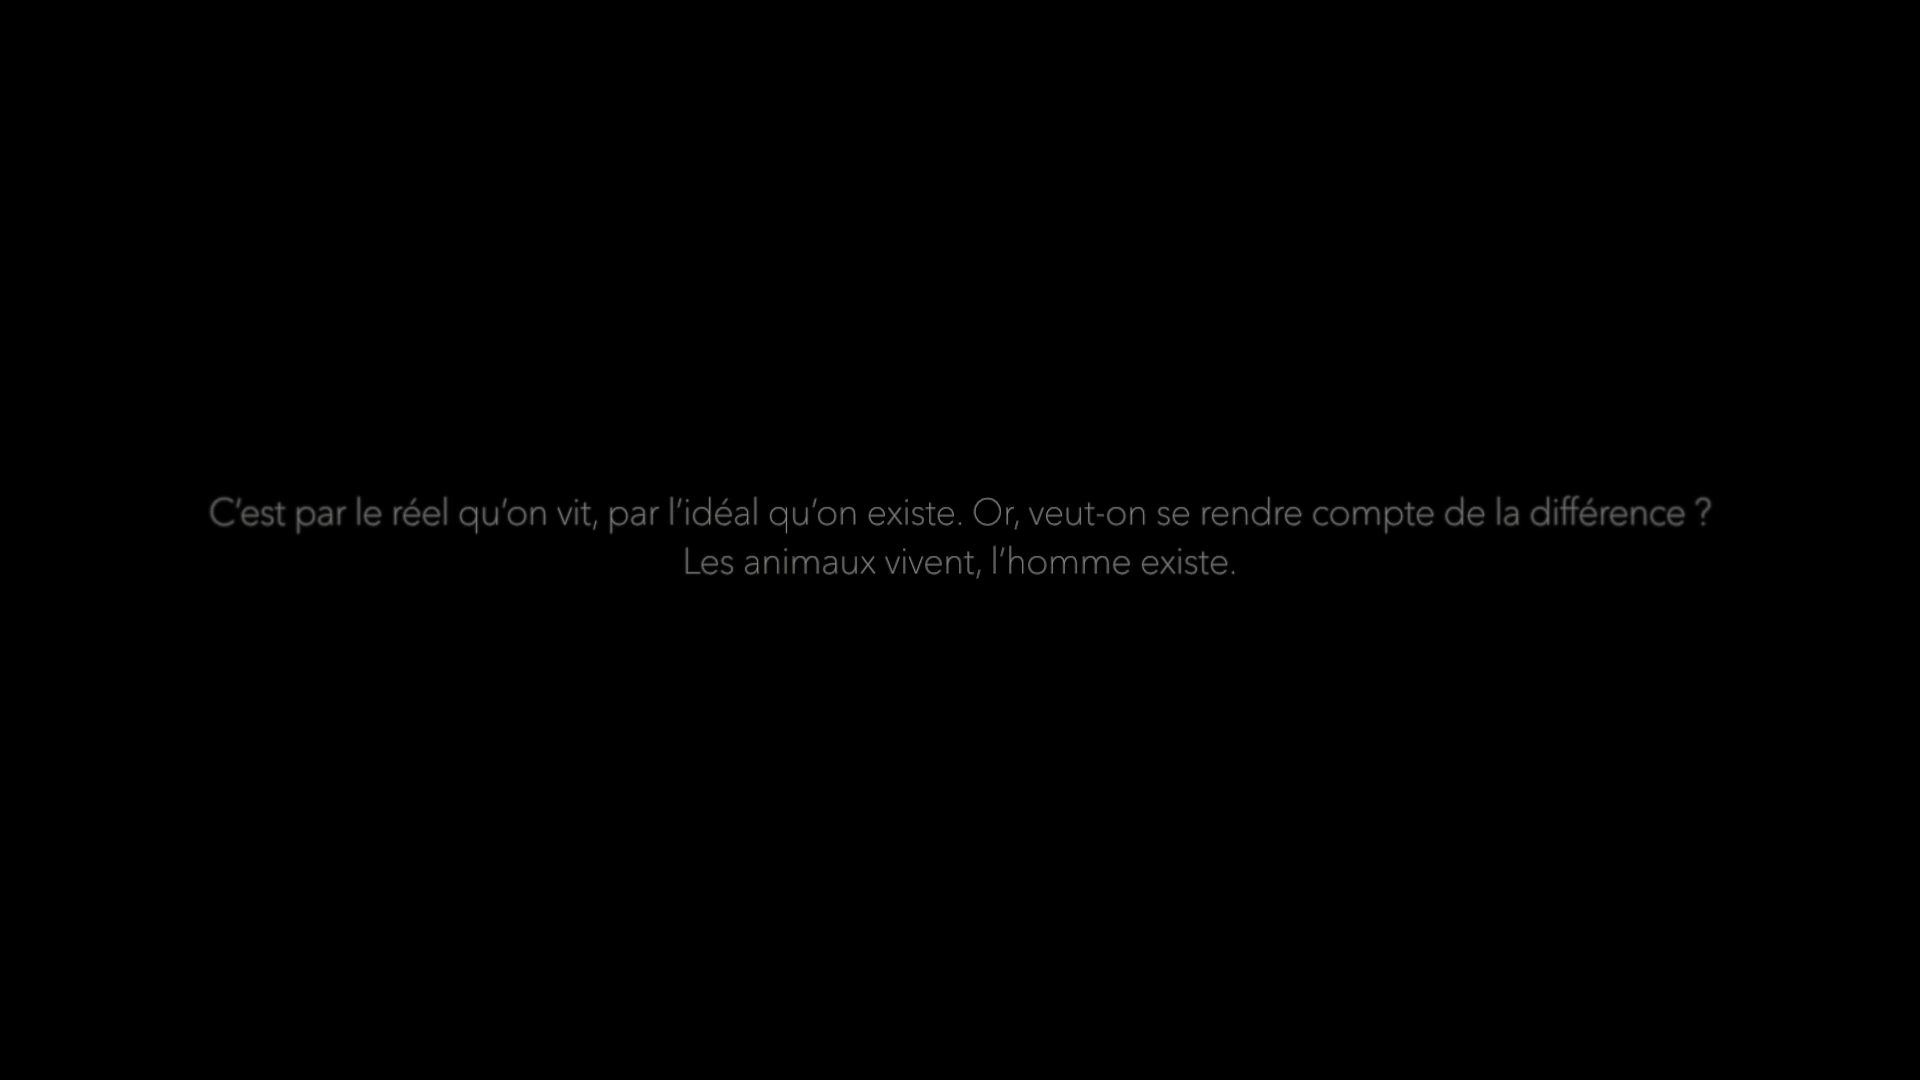 C’est par le réel qu’on vit, par l’idéal qu’on existe. Or, veut-on se rendre compte de la différence ?
Les animaux vivent, l’homme existe.